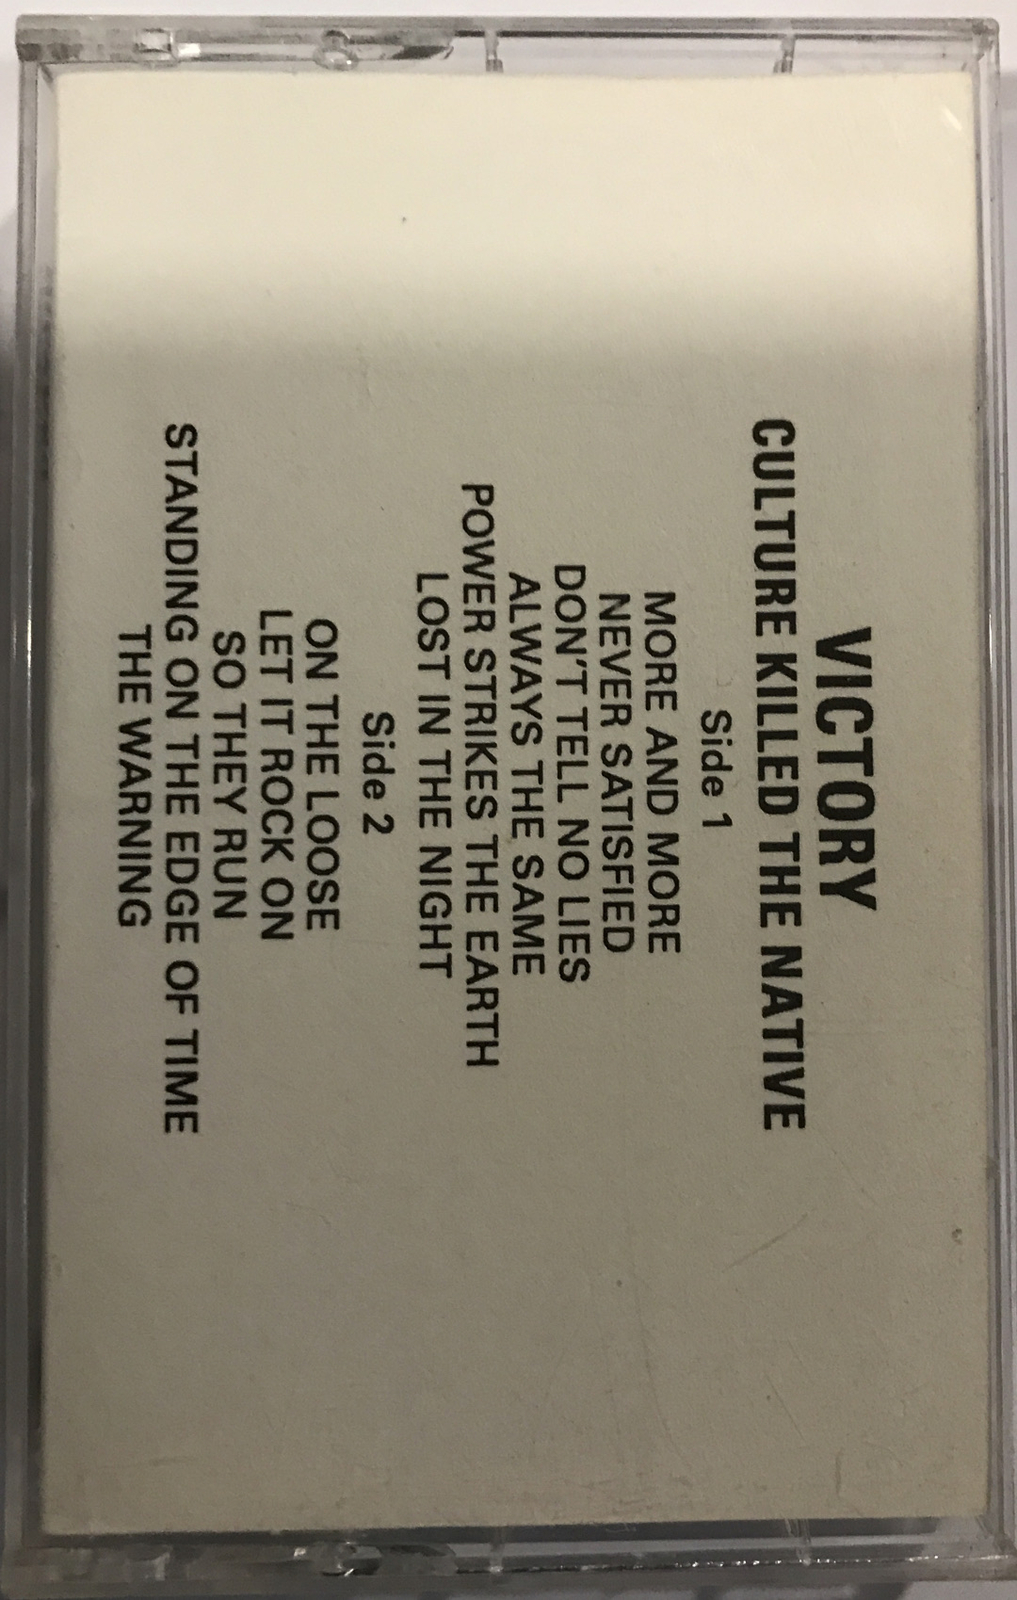 VICTORY
CULTURE KILLED THE NATIVE
Side 1
MORE AND MORE
NEVER SATISFIED
DON'T TELL NO LIES
ALWAYS THE SAME
POWER STRIKES THE EARTH
LOST IN THE NIGHT
Side 2
ON THE LOOSE
LET IT ROCK ON
SO THEY RUN
STANDING ON THE EDGE OF TIME
THE WARNING